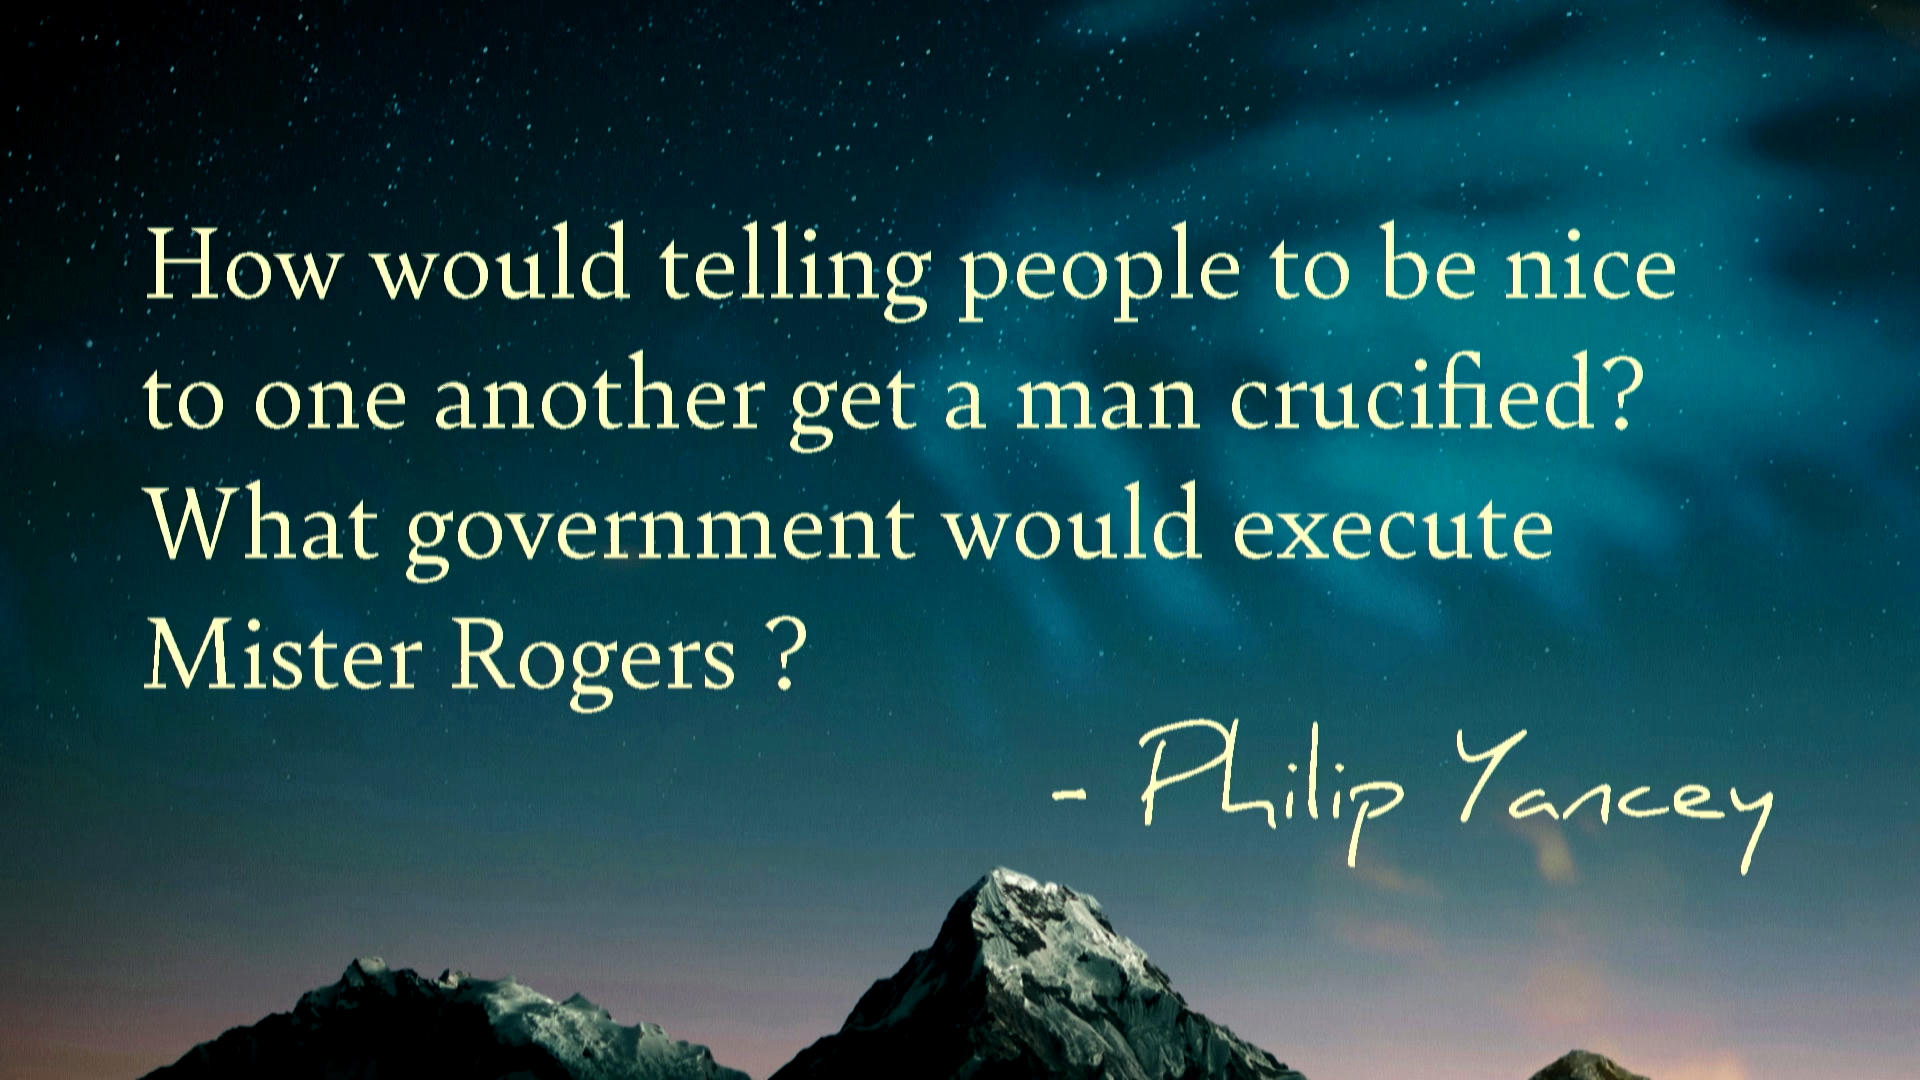 How would telling people to be nice
to one another get a man crucified?
What government would execute
Mister Rogers ?
- Philip Yancey